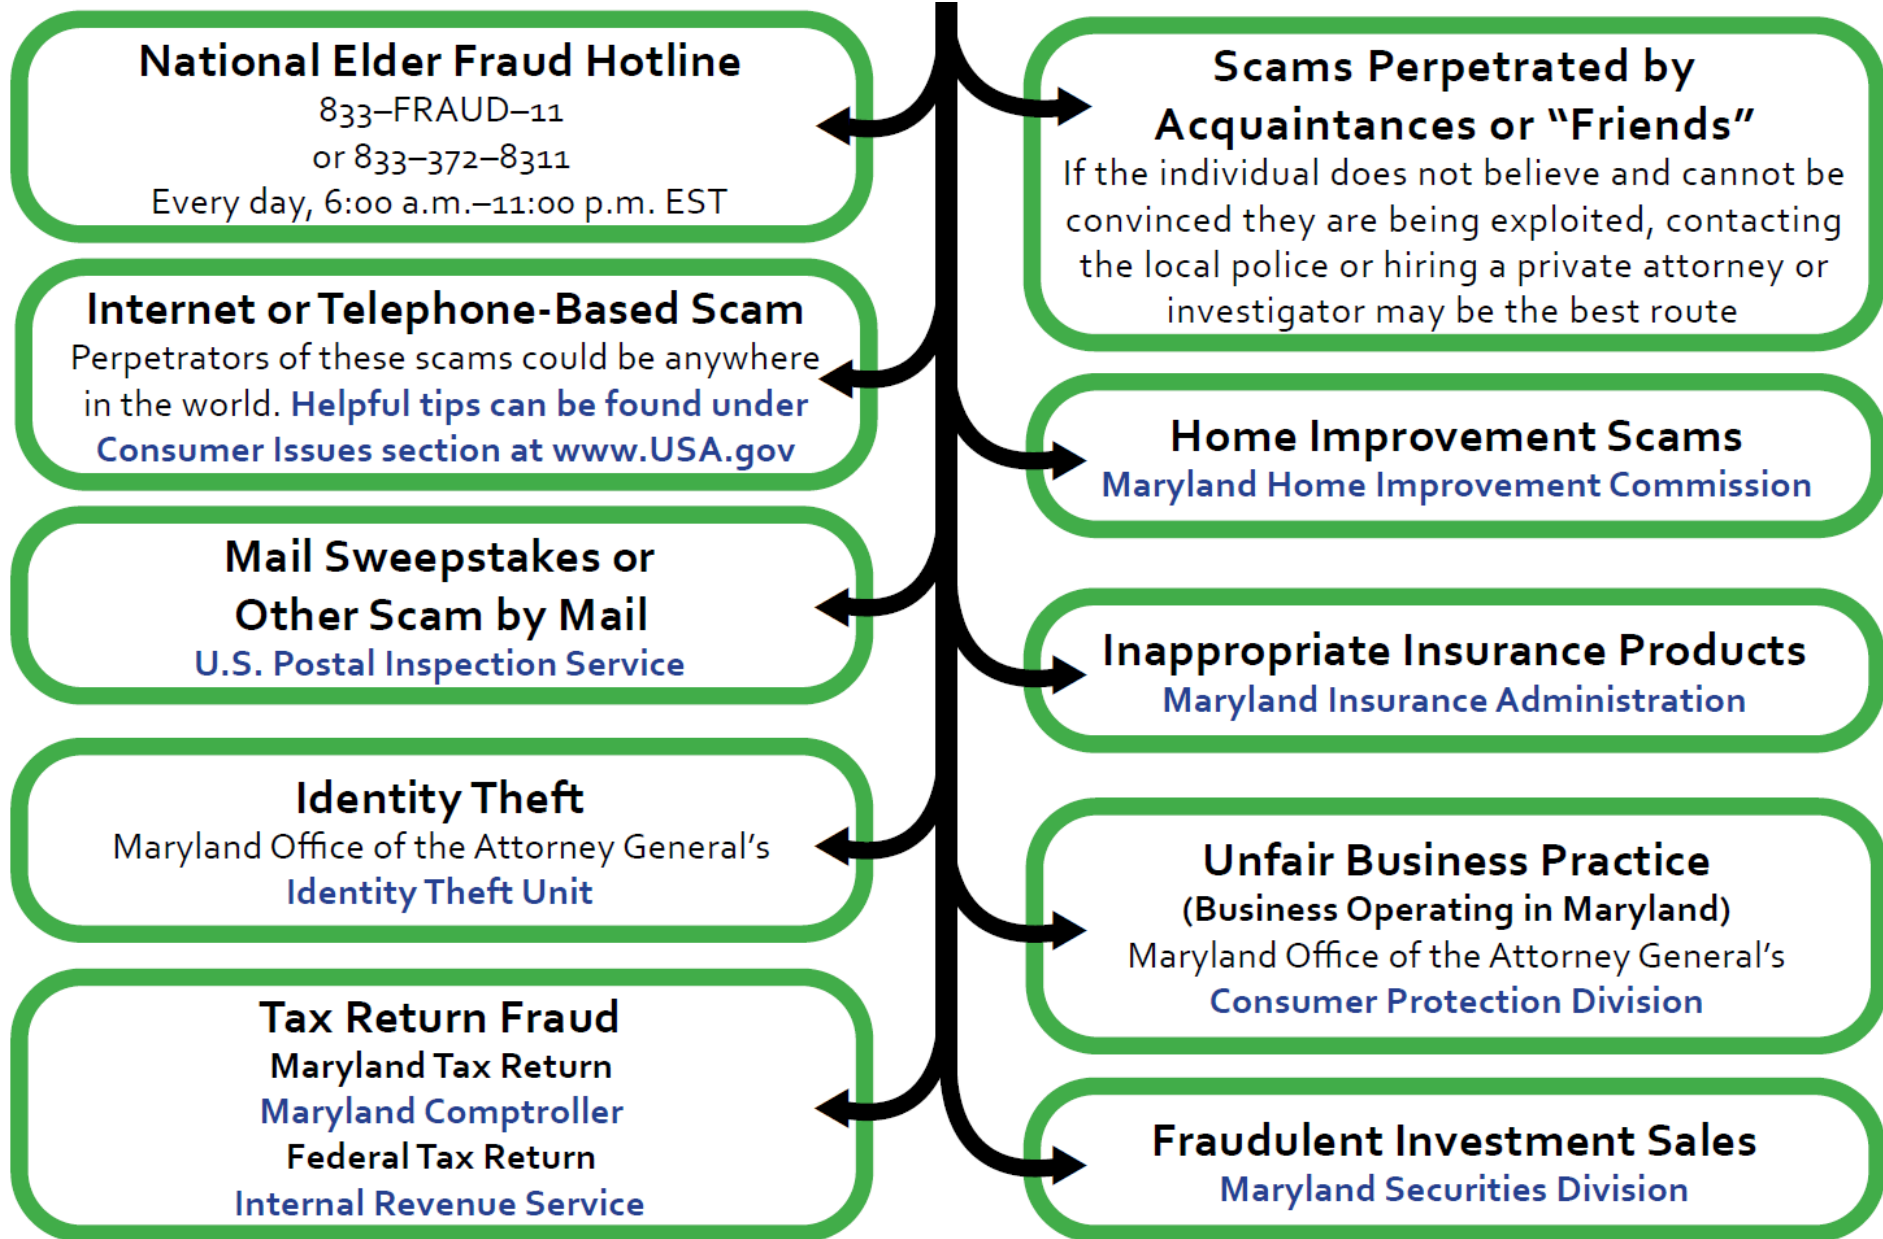 National Elder Fraud Hotline
833–FRAUD–11
or 833–372–8311
Every day, 6:00 a.m.–11:00 p.m. EST
Internet or Telephone-Based Scam
Perpetrators of these scams could be anywhere
in the world. Helpful tips can be found under
Consumer Issues section at www.USA.gov
Mail Sweepstakes or
Other Scam by Mail
U.S. Postal Inspection Service
Identity Theft
Maryland Office of the Attorney General’s
Identity Theft Unit
Tax Return Fraud
Maryland Tax Return
Maryland Comptroller
Federal Tax Return
Internal Revenue Service
Scams Perpetrated by
Acquaintances or “Friends”
If the individual does not believe and cannot be
convinced they are being exploited, contacting
the local police or hiring a private attorney or
investigator may be the best route
Home Improvement Scams
Maryland Home Improvement Commission
Inappropriate Insurance Products
Maryland Insurance Administration
Unfair Business Practice
(Business Operating in Maryland)
Maryland Office of the Attorney General’s
Consumer Protection Division
Fraudulent Investment Sales
Maryland Securities Division